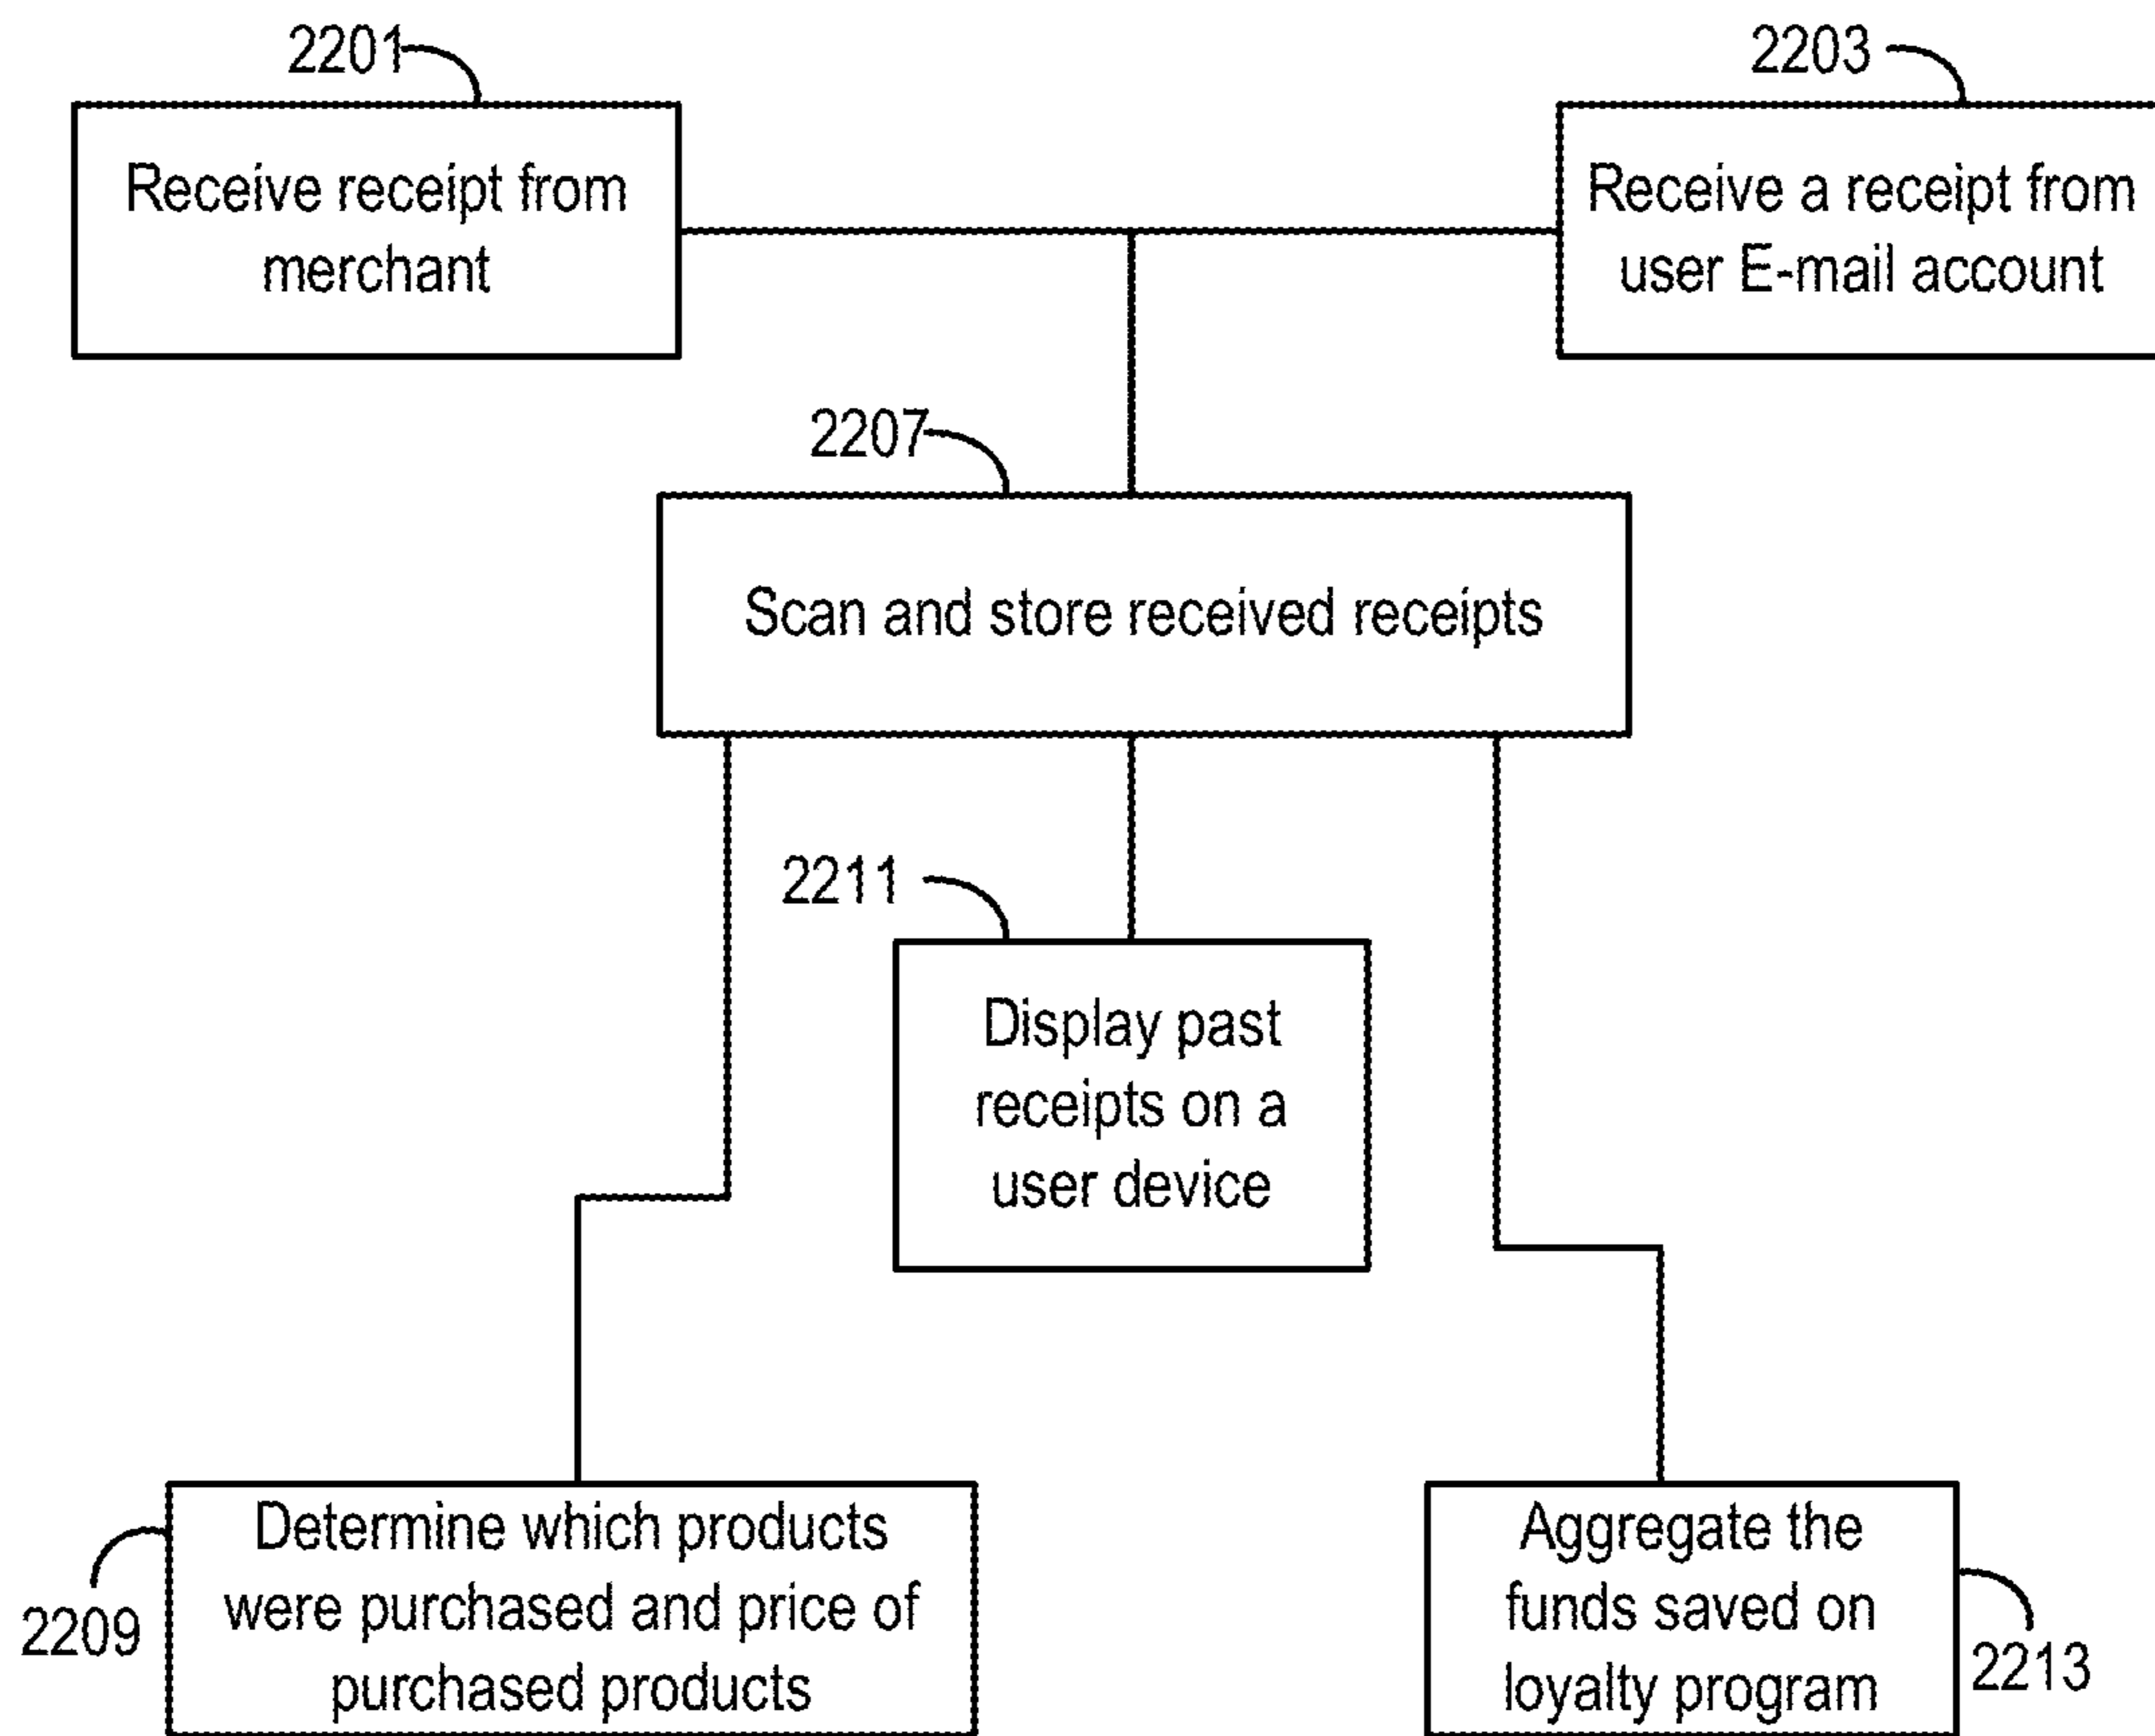 2201
2203
Receive receipt from
merchant
Receive a receipt from
user E-mail account
2207
Scan and store received receipts
2211
Display past
receipts on a
user device
Determine which products
were purchased and price of
purchased products
2209
Aggregate the
funds saved on
loyalty program
2213